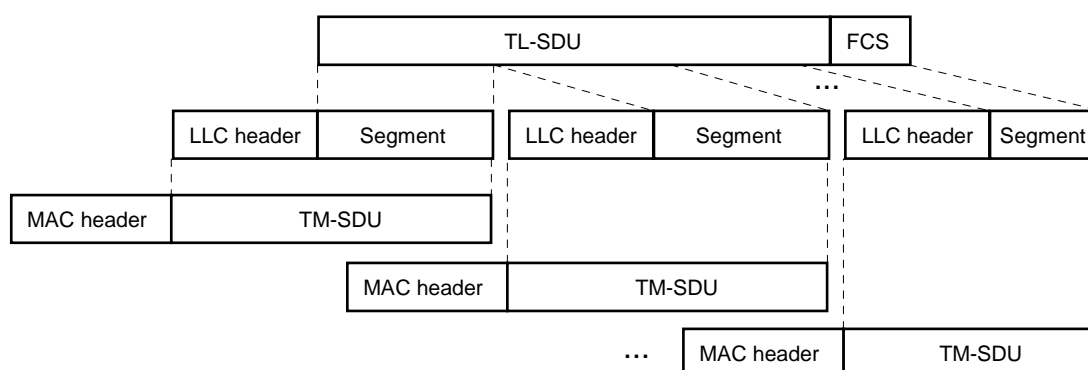 TL-SDU FCS
...
LLC header Segment LLC header Segment LLC header Segment
MAC header TM-SDU
MAC header TM-SDU
... MAC header TM-SDU